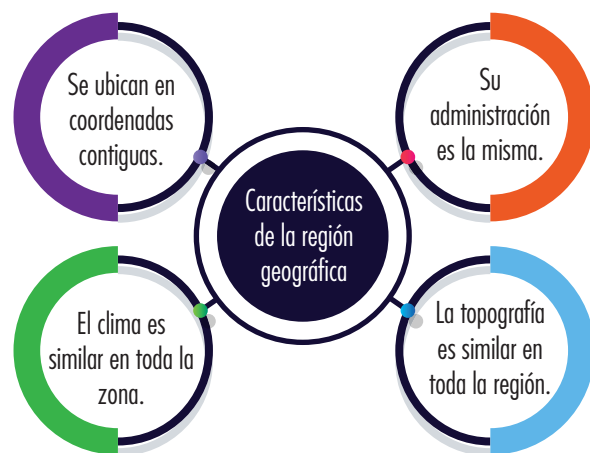 Se ubican en
coordenadas
contiguas.
Su
administración
es la misma.
Características
de la región
geográfica
El clima es
similar en toda la
zona.
La topografía
es similar en
toda la región.